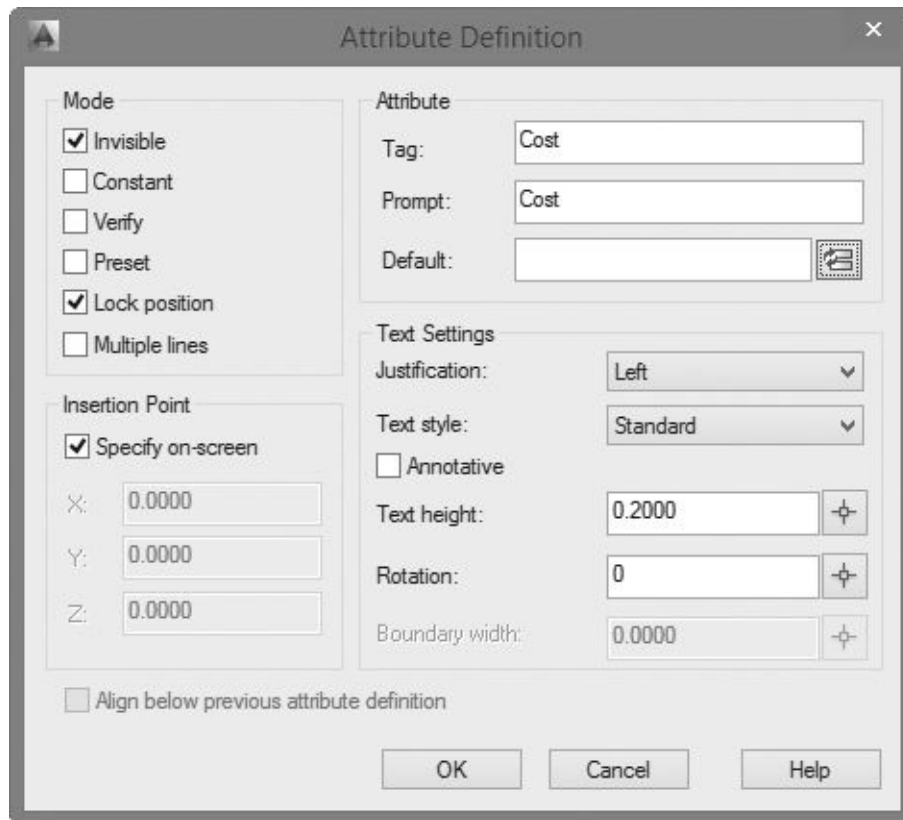 Attribute Definition
Mode
Invisible
Constant
Verify
Preset
Lock position
Multiple lines
Insertion Point
Specify on-screen
X: 0.0000
Y: 0.0000
Z: 0.0000
Attribute
Tag: Cost
Prompt: Cost
Default:
Text Settings
Justification: Left
Text style: Standard
Annotative
Text height: 0.2000
Rotation: 0
Boundary width: 0.0000
Align below previous attribute definition
OK Cancel Help